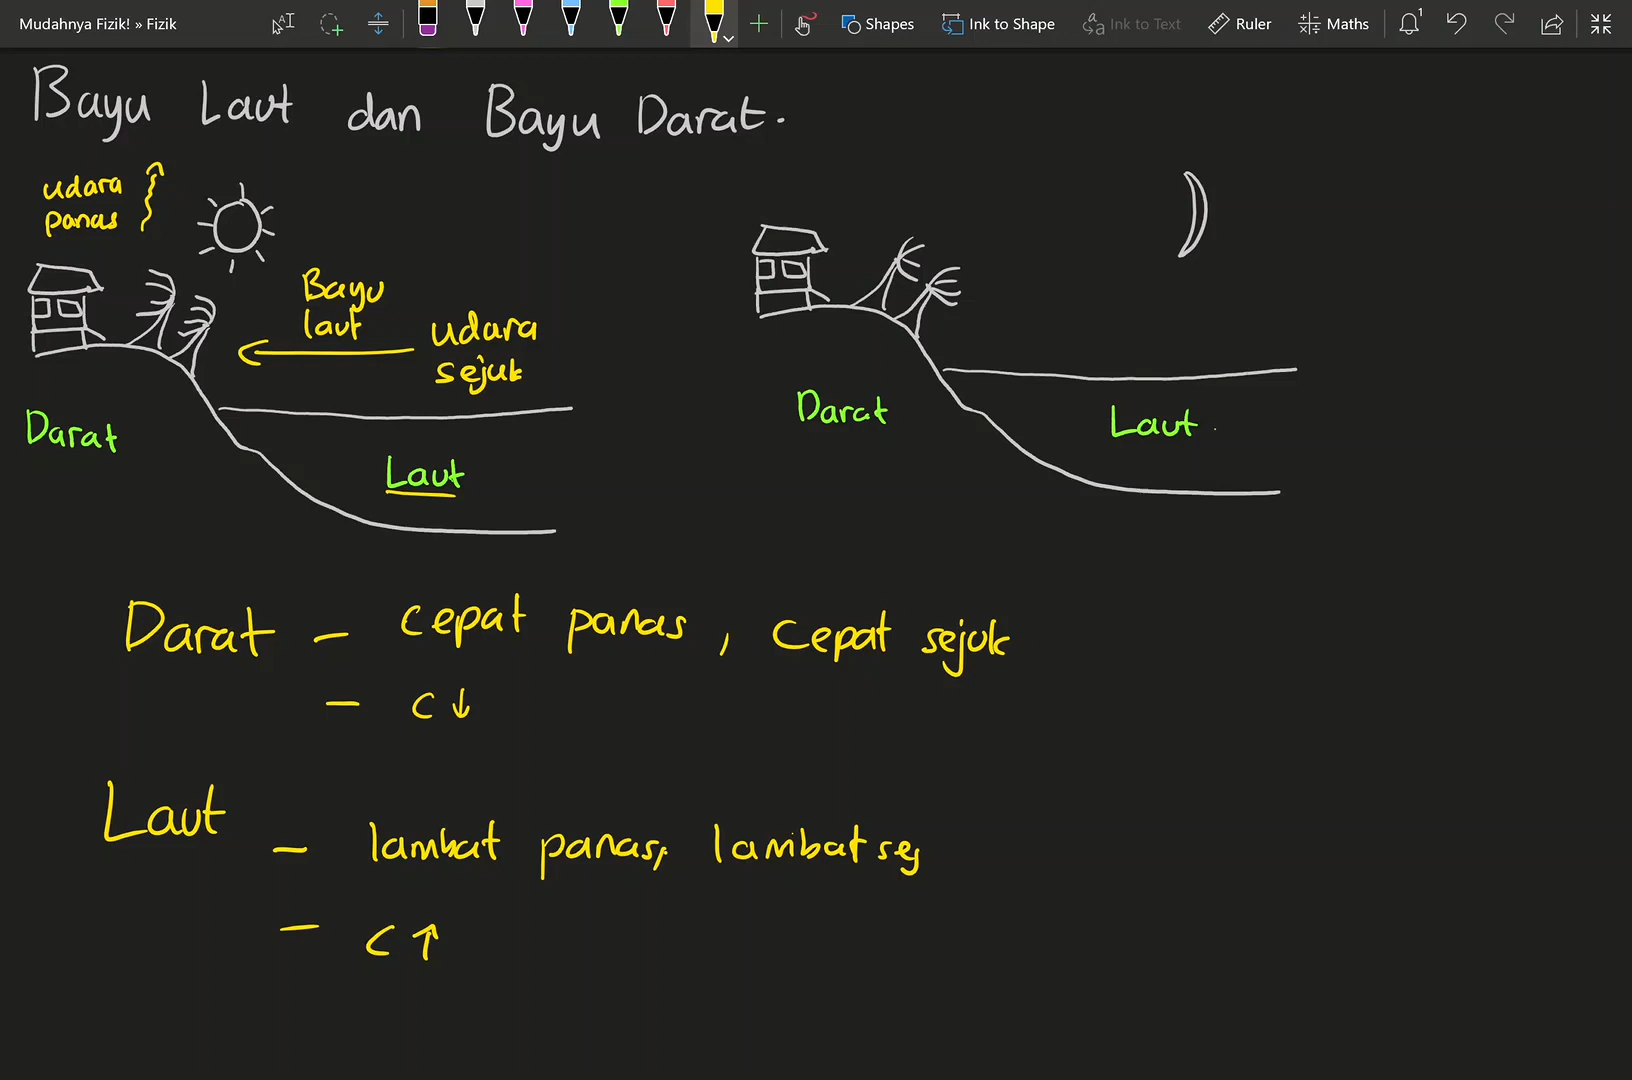 Mudahnya Fizik! » Fizik
Shapes
Ink to Shape
Ink to Text
Ruler
Maths
1
Bayu Laut dan Bayu Darat.
udara
panas
Bayu
laut
udara
sejuk
Darat
Laut
Darat
Laut
Darat - cepat panas, cepat sejuk
- c↓
Laut
- lambat panas, lambat sej
- c↑